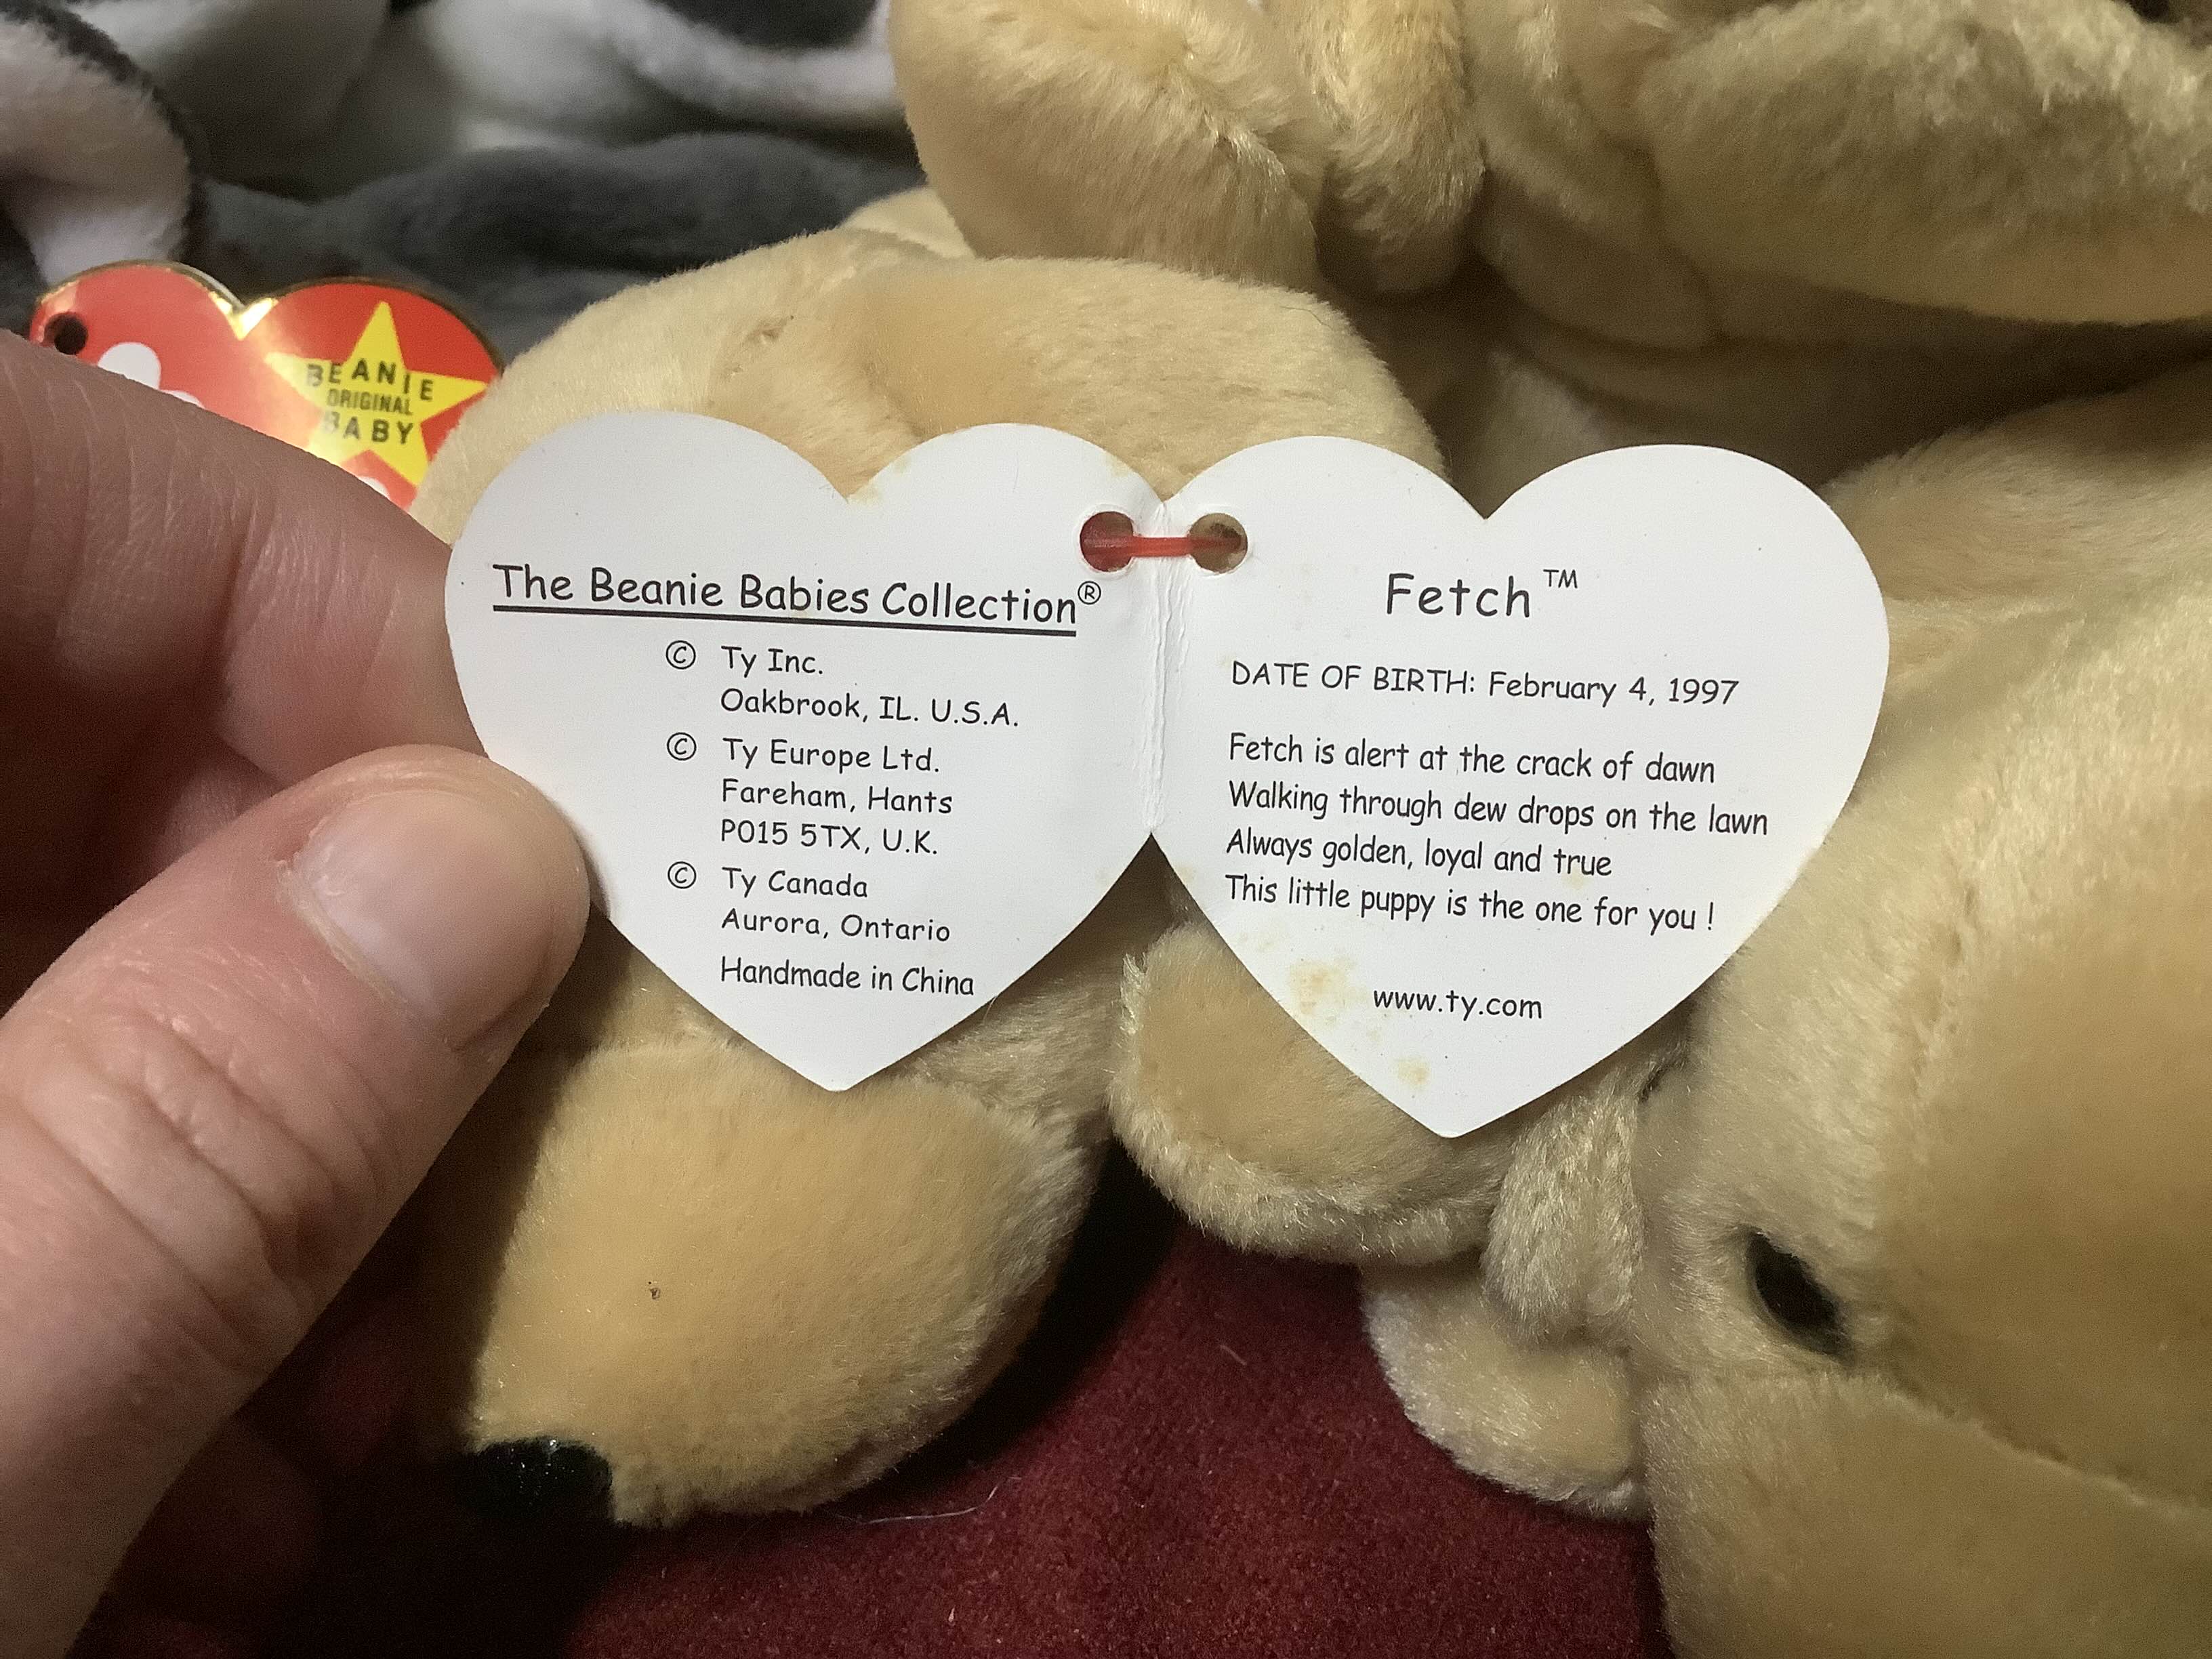 BEANIE
ORIGINAL
BABY
The Beanie Babies Collection®
© Ty Inc.
Oakbrook, IL. U.S.A.
© Ty Europe Ltd.
Fareham, Hants
PO15 5TX, U.K.
© Ty Canada
Aurora, Ontario
Handmade in China
Fetch™
DATE OF BIRTH: February 4, 1997
Fetch is alert at the crack of dawn
Walking through dew drops on the lawn
Always golden, loyal and true
This little puppy is the one for you !
www.ty.com